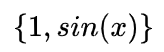 {1, sin(x)}